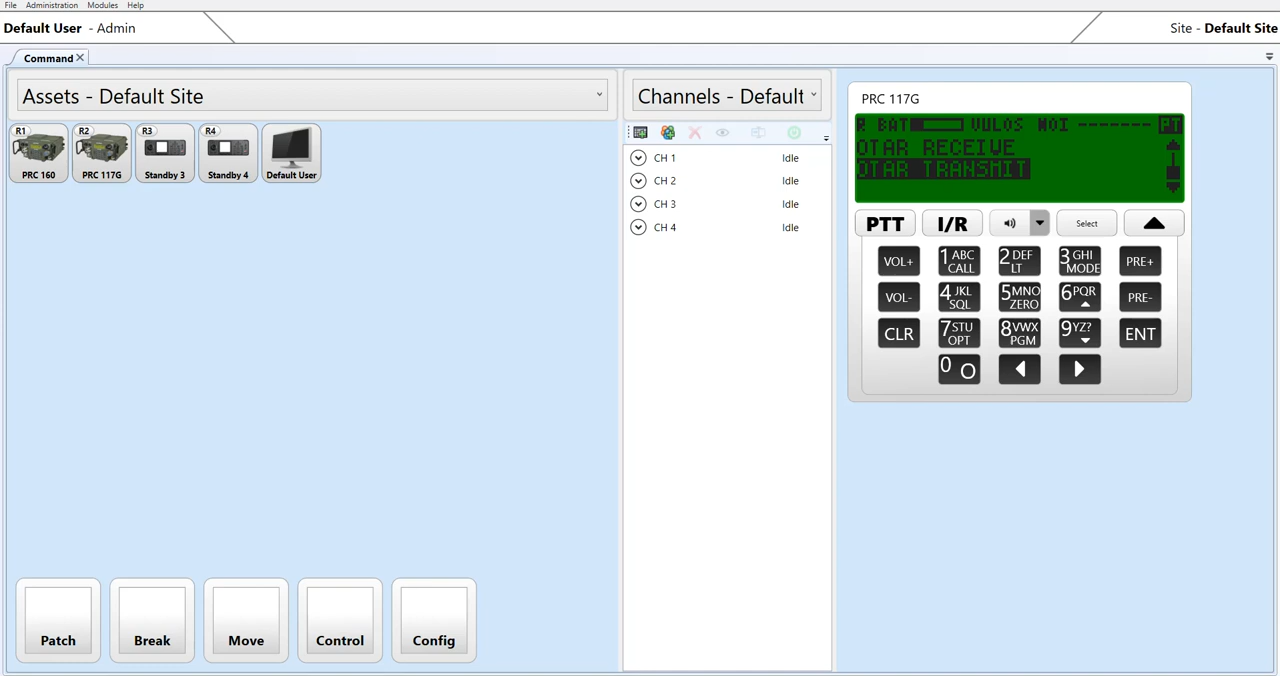 File Administration Modules Help
Default User - Admin
Site - Default Site
Command
Assets - Default Site
Channels - Default
R1 PRC 160
R2 PRC 117G
R3 Standby 3
R4 Standby 4
Default User
CH 1 Idle
CH 2 Idle
CH 3 Idle
CH 4 Idle
PRC 117G
R BAT VULOS NOI ------- PT
OTAR RECEIVE
OTAR TRANSMIT
PTT I/R Select
VOL+ 1 ABC CALL 2 DEF LT 3 GHI MODE PRE+
VOL- 4 JKL SQL 5 MNO ZERO 6 PQR PRE-
CLR 7 STU OPT 8 VWX PGM 9 YZ? ENT
0 O
Patch Break Move Control Config